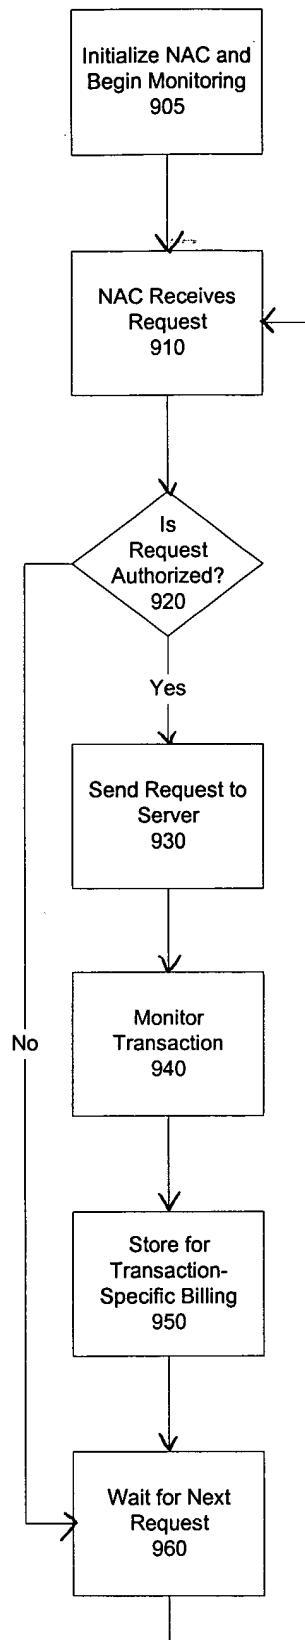 Initialize NAC and
Begin Monitoring
905
NAC Receives
Request
910
Is
Request
Authorized?
920
Yes
Send Request to
Server
930
Monitor
Transaction
940
No
Store for
Transaction-
Specific Billing
950
Wait for Next
Request
960